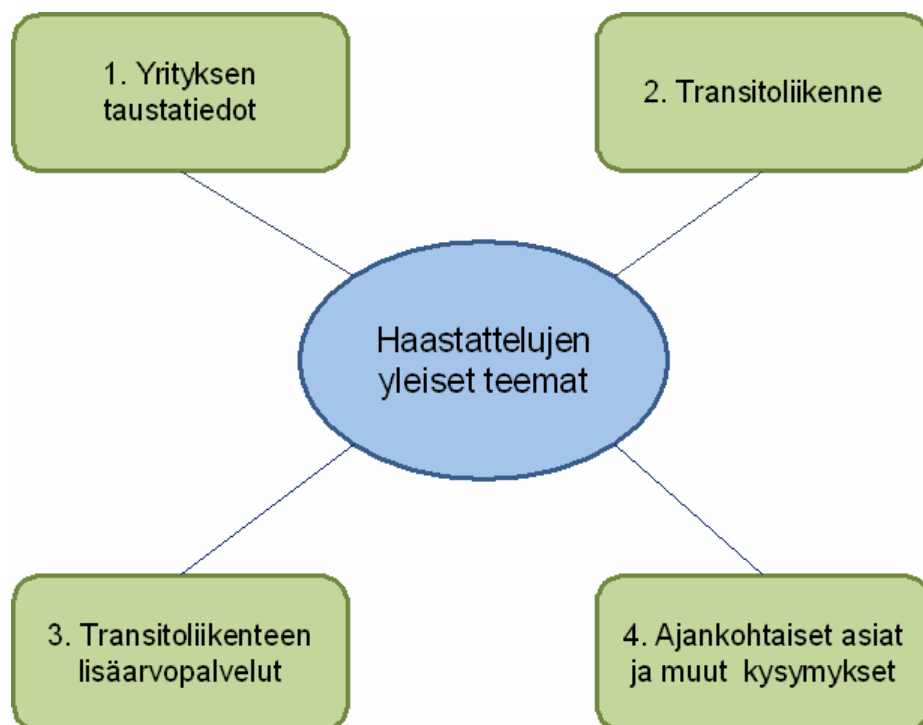 1. Yrityksen
taustatiedot
2. Transitoliikenne
Haastattelujen
yleiset teemat
3. Transitoliikenteen
lisäarvopalvelut
4. Ajankohtaiset asiat
ja muut kysymykset